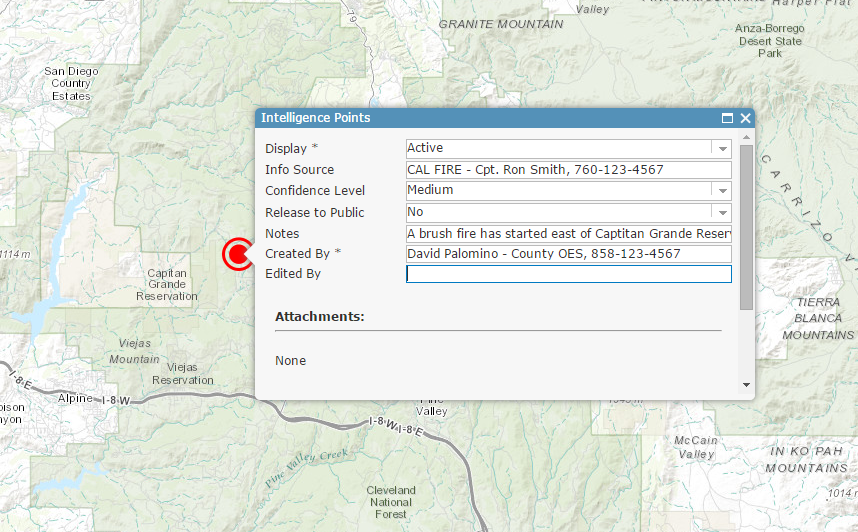 GRANITE MOUNTAIN
Valley
Harper Flat
Anza-Borrego
Desert State
Park
79
San Diego
Country
Estates
1114 m
Intelligence Points
Display *
Active
Info Source
CAL FIRE - Cpt. Ron Smith, 760-123-4567
Confidence Level
Medium
Release to Public
No
Notes
A brush fire has started east of Captitan Grande Reserv
Created By *
David Palomino - County OES, 858-123-4567
Edited By
Attachments:
None
CARRIZO V
Capitan
Grande
Reservation
TIERRA
BLANCA
MOUNTAINS
Viejas
Mountain
Viejas
Reservation
I-8-E
Alpine
I-8-W
Pine
Valley
I-8-W
I-8-E
yon
McCain
Valley
IN KO PAH
MOUNTAINS
Pine Valley Creek
Cleveland
National
Forest
1014 m